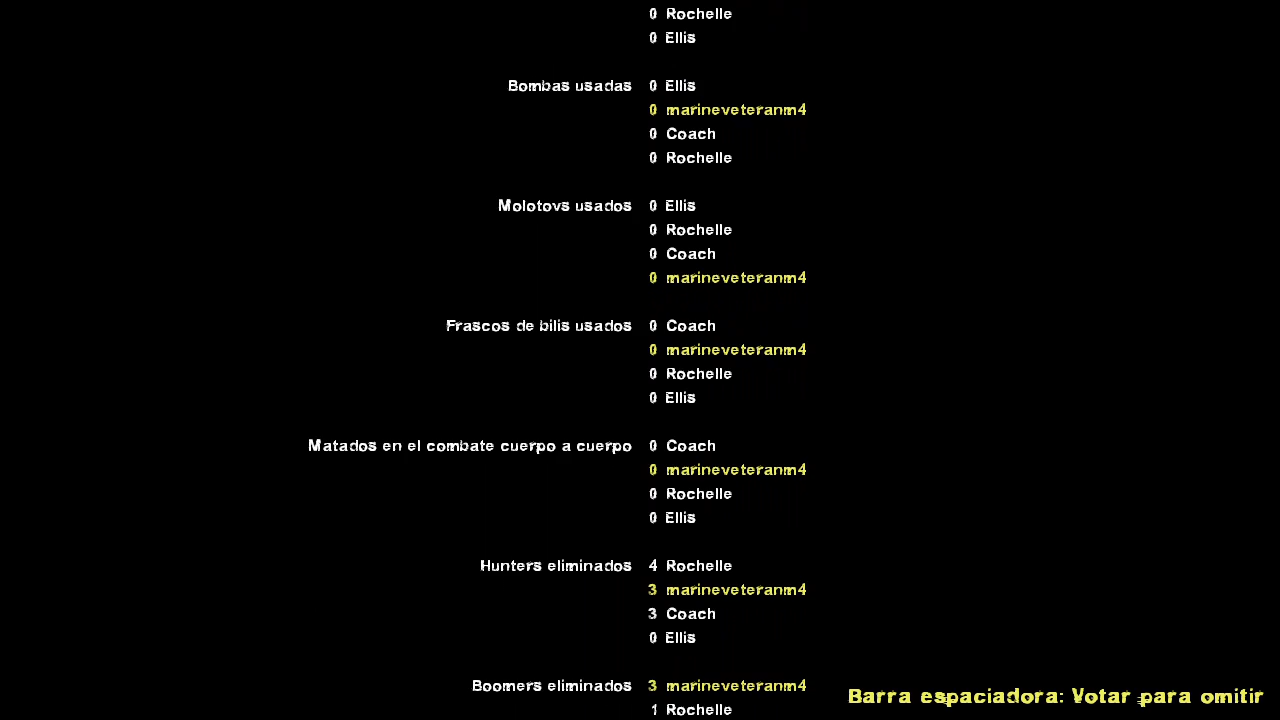 0 Rochelle
0 Ellis
Bombas usadas 0 Ellis
0 marineveteranm4
0 Coach
0 Rochelle
Molotovs usados 0 Ellis
0 Rochelle
0 Coach
0 marineveteranm4
Frascos de bilis usados 0 Coach
0 marineveteranm4
0 Rochelle
0 Ellis
Matados en el combate cuerpo a cuerpo 0 Coach
0 marineveteranm4
0 Rochelle
0 Ellis
Hunters eliminados 4 Rochelle
3 marineveteranm4
3 Coach
0 Ellis
Boomers eliminados 3 marineveteranm4
1 Rochelle
Barra espaciadora: Votar para omitir